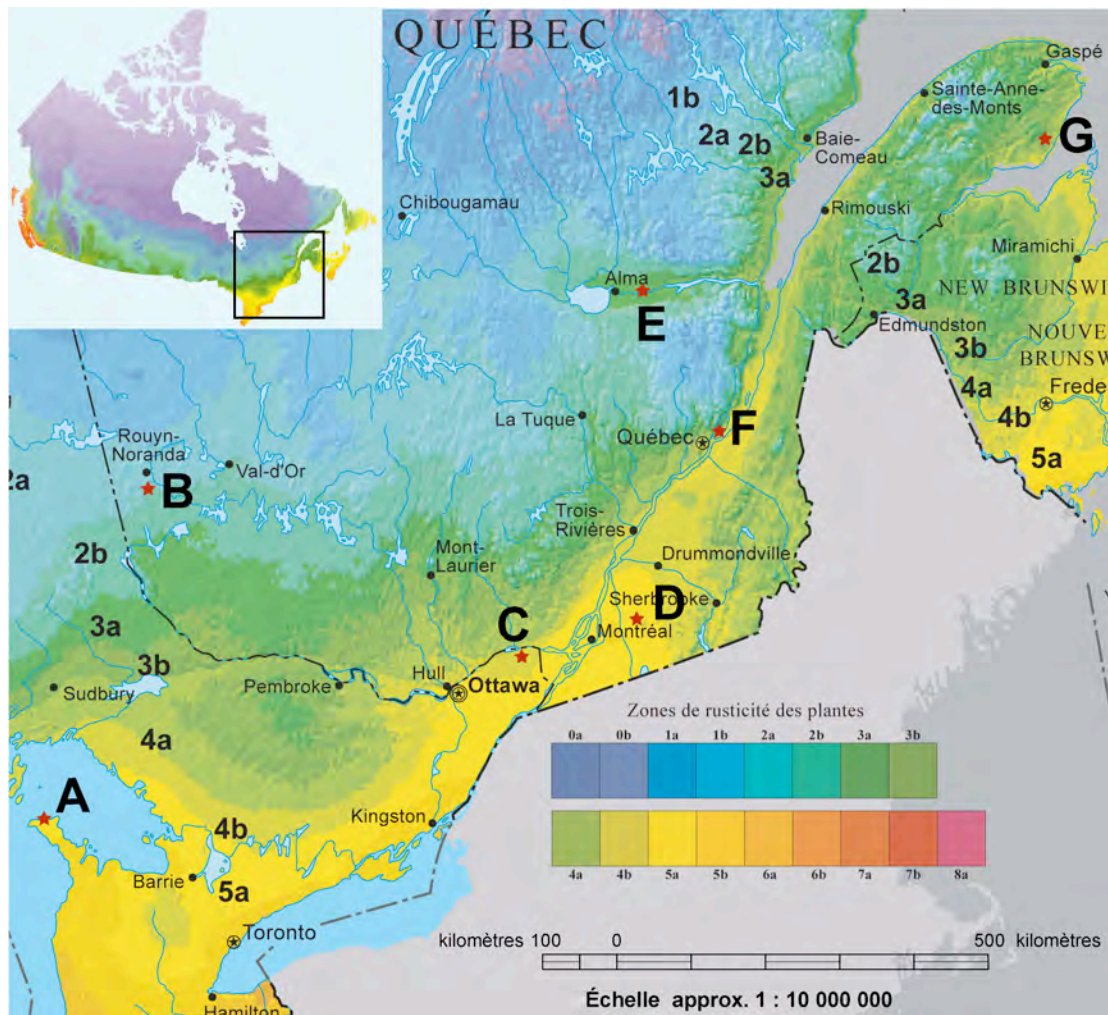 QUÉBEC
Gaspé
Sainte-Anne-
des-Monts
1b
2a
2b
3a
Baie-
Comeau
G
Chibougamau
Rimouski
Miramichi
Alma
E
2b
3a
NEW BRUNSWI
Edmundston
NOUVE
BRUNSW
3b
4a
4b
Frede
5a
La Tuque
Québec
F
Rouyn-
Noranda
Val-d'Or
B
2a
Trois-
Rivières
2b
Mont-
Laurier
Drummondville
Sherbrooke
D
C
Montréal
3a
3b
Hull
Ottawa
Sudbury
Pembroke
4a
A
Kingston
4b
Barrie
5a
Toronto
Hamilton
Zones de rusticité des plantes
0a 0b 1a 1b 2a 2b 3a 3b
4a 4b 5a 5b 6a 6b 7a 7b 8a
kilomètres 100 0 500 kilomètres
Échelle approx. 1 : 10 000 000